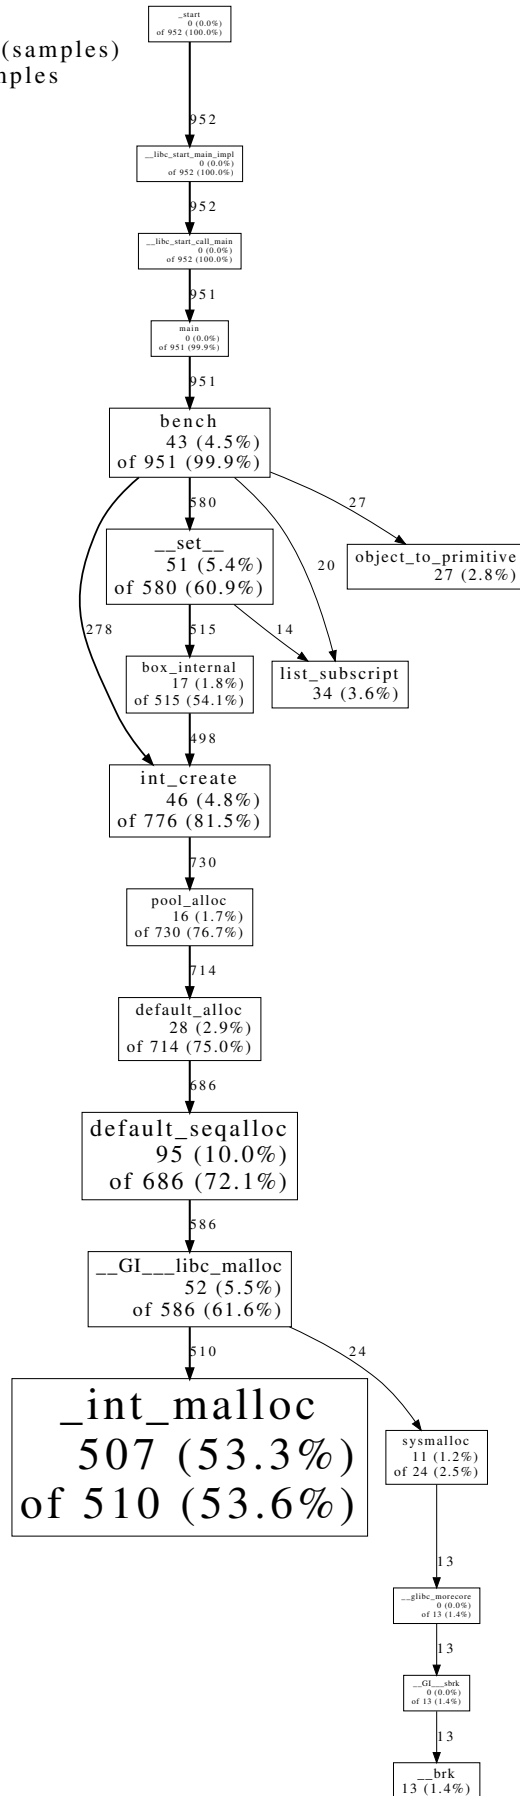 _start
0 (0.0%)
of 952 (100.0%)
(samples)
nples
952
__libc_start_main_impl
0 (0.0%)
of 952 (100.0%)
952
__libc_start_call_main
0 (0.0%)
of 952 (100.0%)
951
main
0 (0.0%)
of 951 (99.9%)
951
bench
43 (4.5%)
of 951 (99.9%)
580
27
__set__
51 (5.4%)
of 580 (60.9%)
object_to_primitive
27 (2.8%)
20
278
515
14
box_internal
17 (1.8%)
of 515 (54.1%)
list_subscript
34 (3.6%)
498
int_create
46 (4.8%)
of 776 (81.5%)
730
pool_alloc
16 (1.7%)
of 730 (76.7%)
714
default_alloc
28 (2.9%)
of 714 (75.0%)
686
default_seqalloc
95 (10.0%)
of 686 (72.1%)
586
__GI___libc_malloc
52 (5.5%)
of 586 (61.6%)
510
24
_int_malloc
507 (53.3%)
of 510 (53.6%)
sysmalloc
11 (1.2%)
of 24 (2.5%)
13
__glibc_morecore
0 (0.0%)
of 13 (1.4%)
13
__GI___sbrk
0 (0.0%)
of 13 (1.4%)
13
__brk
13 (1.4%)